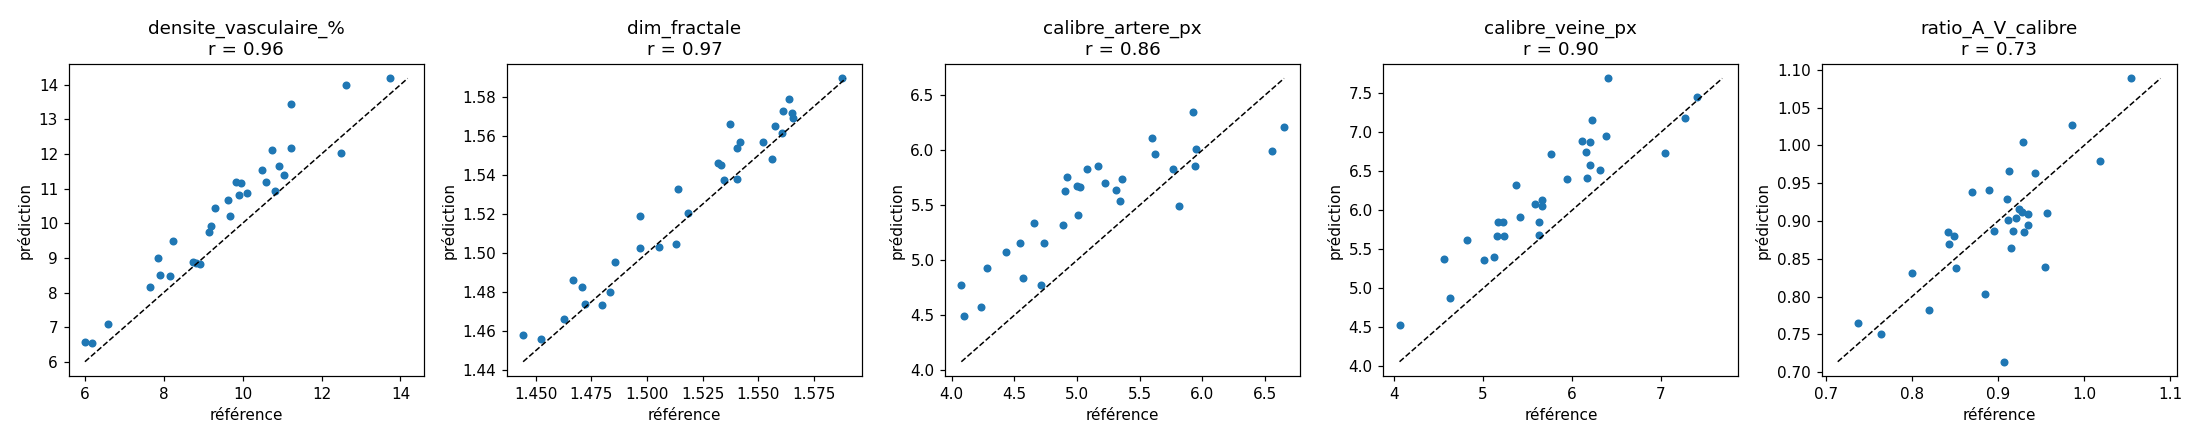 densite_vasculaire_%
r = 0.96
prédiction
14
13
12
11
10
9
8
7
6
6 8 10 12 14
référence
dim_fractale
r = 0.97
prédiction
1.58
1.56
1.54
1.52
1.50
1.48
1.46
1.44
1.450 1.475 1.500 1.525 1.550 1.575
référence
calibre_artere_px
r = 0.86
prédiction
6.5
6.0
5.5
5.0
4.5
4.0
4.0 4.5 5.0 5.5 6.0 6.5
référence
calibre_veine_px
r = 0.90
prédiction
7.5
7.0
6.5
6.0
5.5
5.0
4.5
4.0
4 5 6 7
référence
ratio_A_V_calibre
r = 0.73
prédiction
1.10
1.05
1.00
0.95
0.90
0.85
0.80
0.75
0.70
0.7 0.8 0.9 1.0 1.1
référence